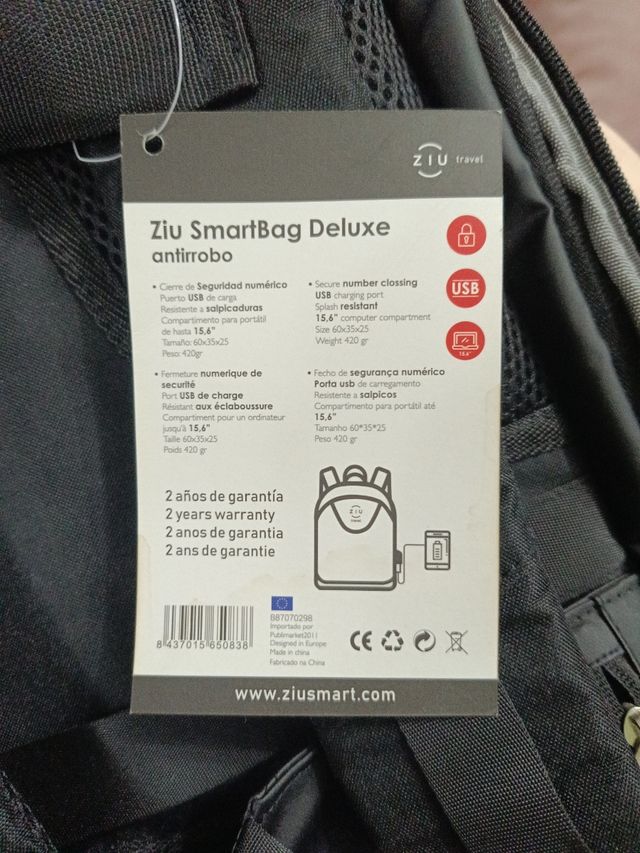 ZIU travel
Ziu SmartBag Deluxe
antirrobo
• Cierre de Seguridad numérico
Puerto USB de carga
Resistente a salpicaduras
Compartimento para portátil
de hasta 15,6"
Tamaño: 60x35x25
Peso: 420gr
• Secure number clossing
USB charging port
Splash resistant
15,6" computer compartment
Size 60x35x25
Weight 420 gr
USB
15,6"
• Fermeture numerique de
securité
Port USB de charge
Résistant aux éclaboussure
Compartiment pour un ordinateur
jusqu'à 15,6"
Taille 60x35x25
Poids 420 gr
• Fecho de segurança numérico
Porta usb de carregamento
Resistente a salpicos
Compartimento para portátil até
15,6"
Tamanho 60*35*25
Peso 420 gr
2 años de garantía
2 years warranty
2 anos de garantia
2 ans de garantie
ZIU
travel
8 437015 650838
B87070298
Importado por
Publimarket2011
Designed in Europe
Made in china
Fabricado na China
CE
www.ziusmart.com